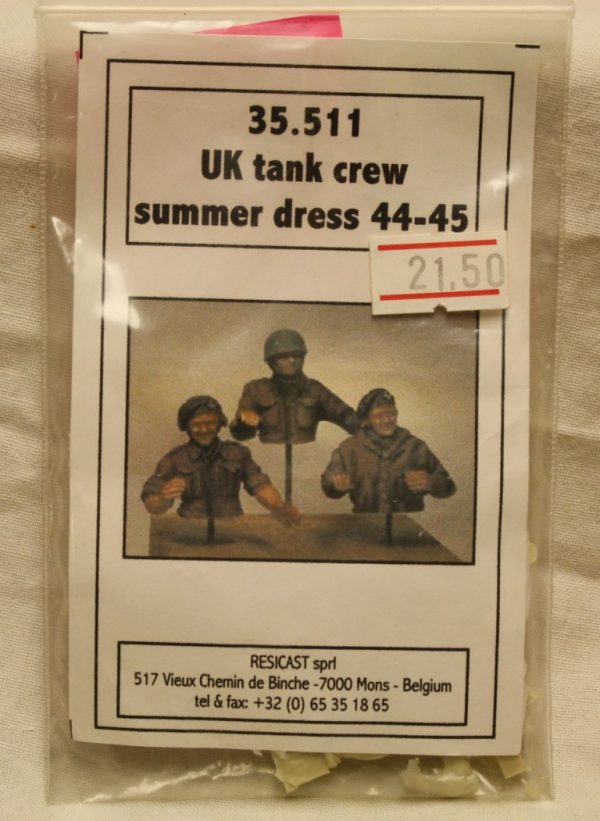 35.511
UK tank crew
summer dress 44-45
21,50
RESICAST sprl
517 Vieux Chemin de Binche -7000 Mons - Belgium
tel & fax: +32 (0) 65 35 18 65